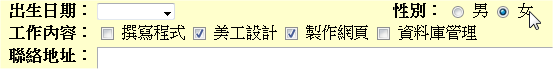 出生日期： 性別： 男 女
工作內容： 撰寫程式 美工設計 製作網頁 資料庫管理
聯絡地址：